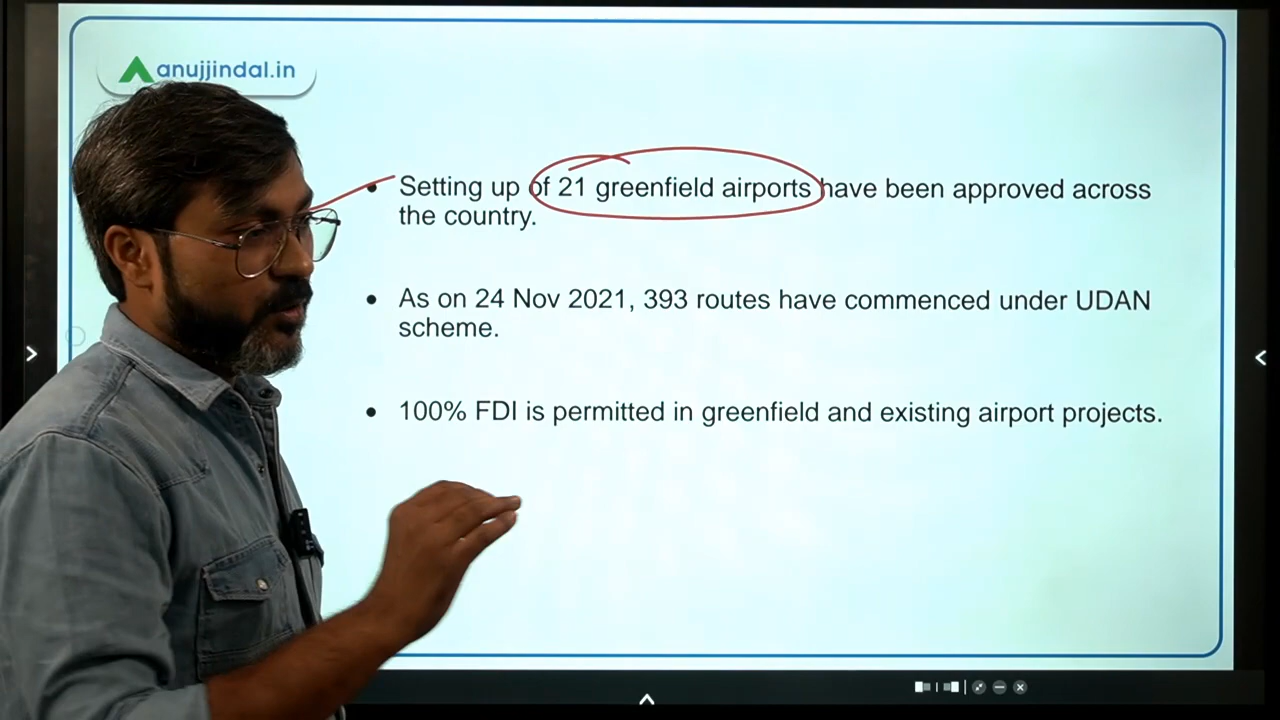 anujjindal.in
• Setting up of 21 greenfield airports have been approved across
the country.
• As on 24 Nov 2021, 393 routes have commenced under UDAN
scheme.
• 100% FDI is permitted in greenfield and existing airport projects.